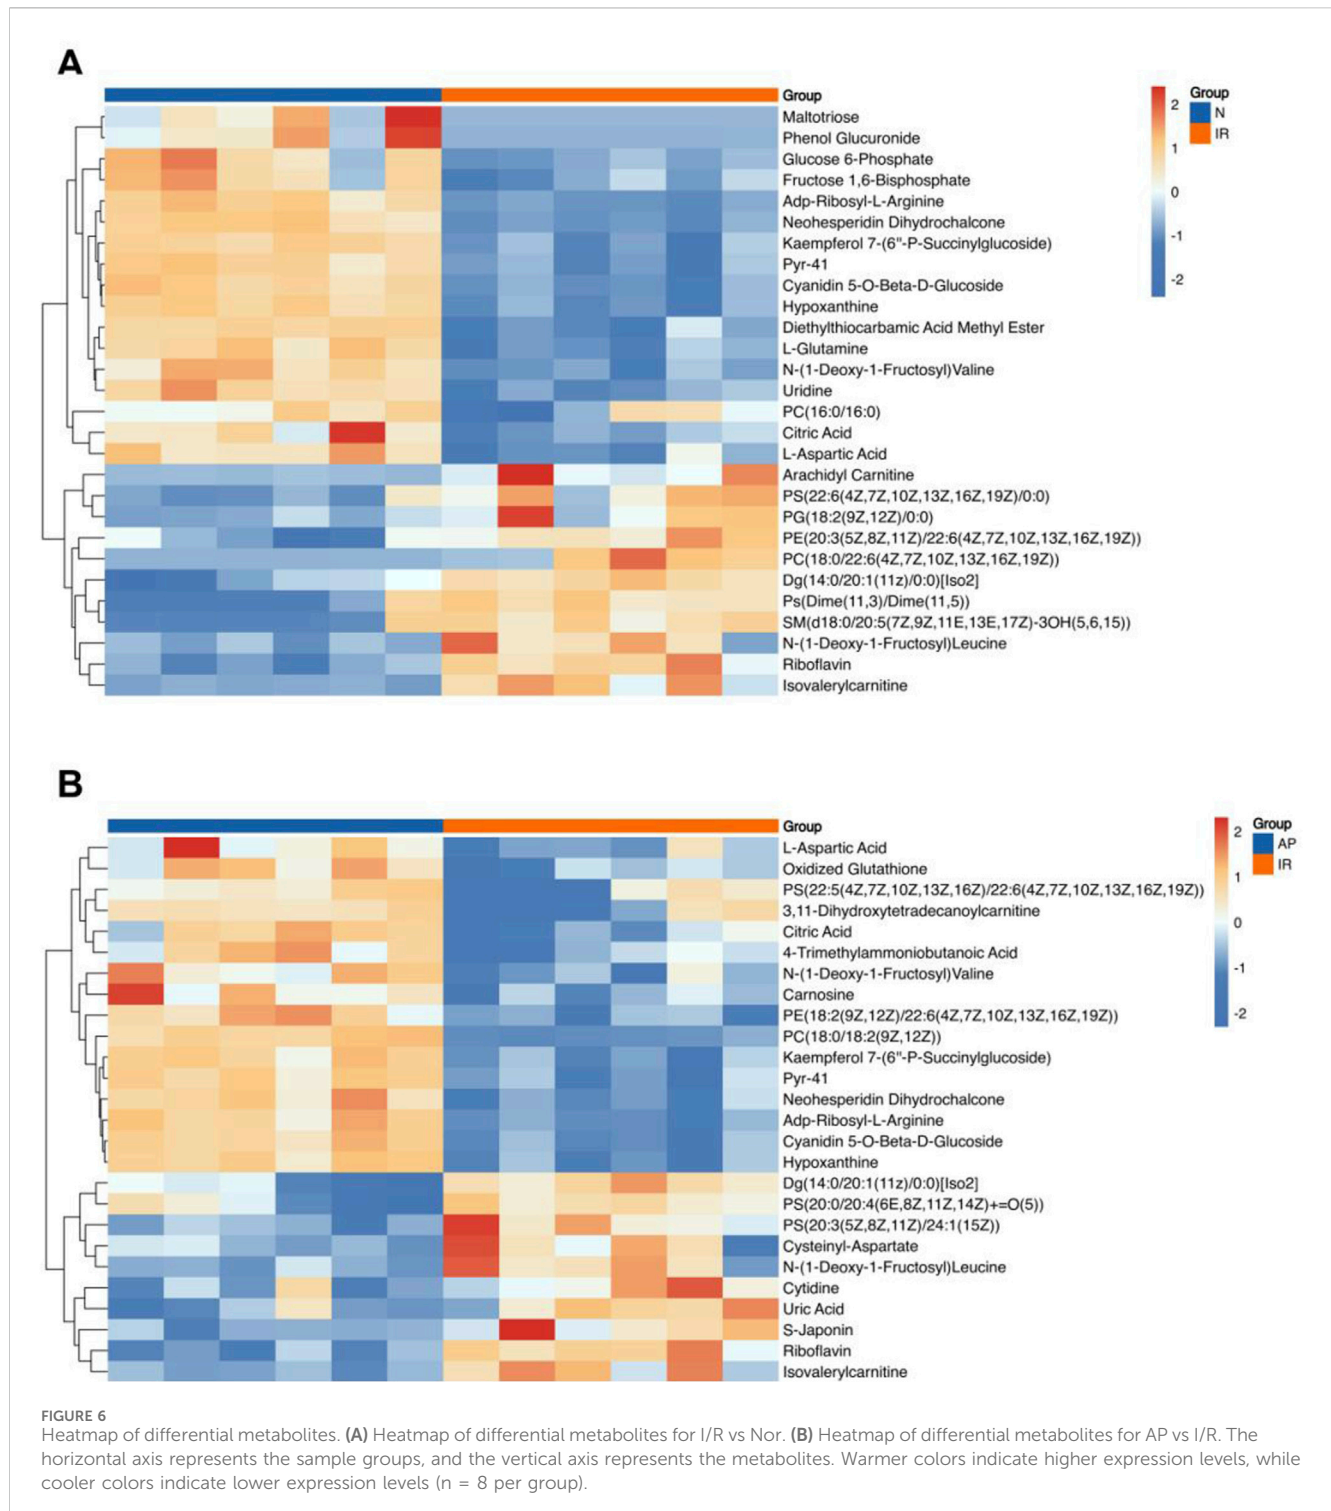 A
Group
Maltotriose
Phenol Glucuronide
Glucose 6-Phosphate
Fructose 1,6-Bisphosphate
Adp-Ribosyl-L-Arginine
Neohesperidin Dihydrochalcone
Kaempferol 7-(6"-P-Succinylglucoside)
Pyr-41
Cyanidin 5-O-Beta-D-Glucoside
Hypoxanthine
Diethylthiocarbamic Acid Methyl Ester
L-Glutamine
N-(1-Deoxy-1-Fructosyl)Valine
Uridine
PC(16:0/16:0)
Citric Acid
L-Aspartic Acid
Arachidyl Carnitine
PS(22:6(4Z,7Z,10Z,13Z,16Z,19Z)/0:0)
PG(18:2(9Z,12Z)/0:0)
PE(20:3(5Z,8Z,11Z)/22:6(4Z,7Z,10Z,13Z,16Z,19Z))
PC(18:0/22:6(4Z,7Z,10Z,13Z,16Z,19Z))
Dg(14:0/20:1(11z)/0:0)[Iso2]
Ps(Dime(11,3)/Dime(11,5))
SM(d18:0/20:5(7Z,9Z,11E,13E,17Z)-3OH(5,6,15))
N-(1-Deoxy-1-Fructosyl)Leucine
Riboflavin
Isovalerylcarnitine
2
1
0
-1
-2
Group
N
IR
B
Group
L-Aspartic Acid
Oxidized Glutathione
PS(22:5(4Z,7Z,10Z,13Z,16Z)/22:6(4Z,7Z,10Z,13Z,16Z,19Z))
3,11-Dihydroxytetradecanoylcarnitine
Citric Acid
4-Trimethylammoniobutanoic Acid
N-(1-Deoxy-1-Fructosyl)Valine
Carnosine
PE(18:2(9Z,12Z)/22:6(4Z,7Z,10Z,13Z,16Z,19Z))
PC(18:0/18:2(9Z,12Z))
Kaempferol 7-(6"-P-Succinylglucoside)
Pyr-41
Neohesperidin Dihydrochalcone
Adp-Ribosyl-L-Arginine
Cyanidin 5-O-Beta-D-Glucoside
Hypoxanthine
Dg(14:0/20:1(11z)/0:0)[Iso2]
PS(20:0/20:4(6E,8Z,11Z,14Z)+=O(5))
PS(20:3(5Z,8Z,11Z)/24:1(15Z))
Cysteinyl-Aspartate
N-(1-Deoxy-1-Fructosyl)Leucine
Cytidine
Uric Acid
S-Japonin
Riboflavin
Isovalerylcarnitine
2
1
0
-1
-2
Group
AP
IR
FIGURE 6
Heatmap of differential metabolites. (A) Heatmap of differential metabolites for I/R vs Nor. (B) Heatmap of differential metabolites for AP vs I/R. The
horizontal axis represents the sample groups, and the vertical axis represents the metabolites. Warmer colors indicate higher expression levels, while
cooler colors indicate lower expression levels (n = 8 per group).